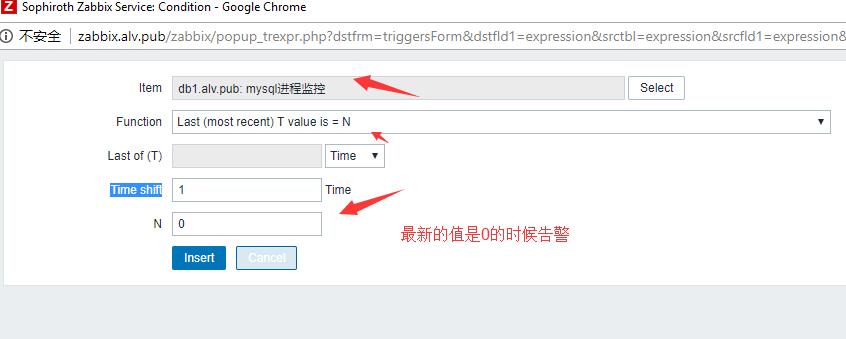 Z Sophiroth Zabbix Service: Condition - Google Chrome
不安全 | zabbix.alv.pub/zabbix/popup_trexpr.php?dstfrm=triggersForm&dstfld1=expression&srctbl=expression&srcfld1=expression&
Item db1.alv.pub: mysql进程监控 Select
Function Last (most recent) T value is = N
Last of (T) Time
Time shift 1 Time
N 0
最新的值是0的时候告警
Insert Cancel